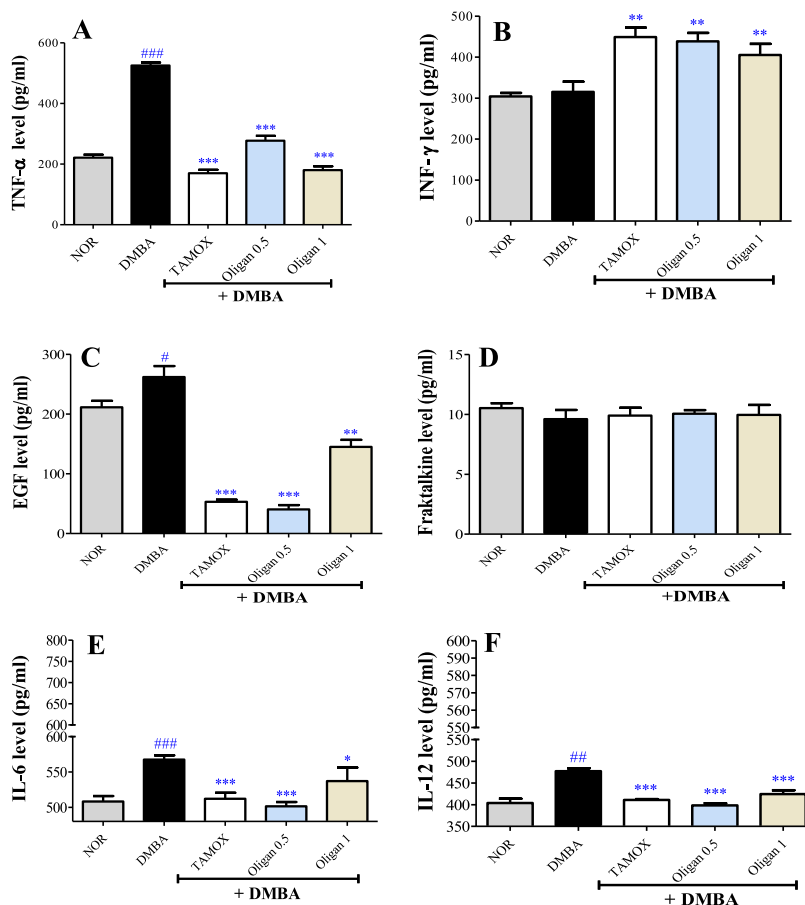 A
TNF-α level (pg/ml)
600
400
200
0
###
***
***
***
NOR
DMBA
TAMOX
Oligan 0.5
Oligan 1
+ DMBA
B
INF-γ level (pg/ml)
500
400
300
200
100
0
**
**
**
NOR
DMBA
TAMOX
Oligan 0.5
Oligan 1
+ DMBA
C
EGF level (pg/ml)
300
200
100
0
#
***
***
**
NOR
DMBA
TAMOX
Oligan 0.5
Oligan 1
+ DMBA
D
Fraktalkine level (pg/ml)
15
10
5
0
NOR
DMBA
TAMOX
Oligan 0.5
Oligan 1
+DMBA
E
IL-6 level (pg/ml)
800
750
700
650
600
600
550
500
###
***
***
*
NOR
DMBA
TAMOX
Oligan 0.5
Oligan 1
+ DMBA
F
IL-12 level (pg/ml)
600
590
580
570
560
550
550
500
450
400
350
##
***
***
***
NOR
DMBA
TAMOX
Oligan 0.5
Oligan 1
+ DMBA